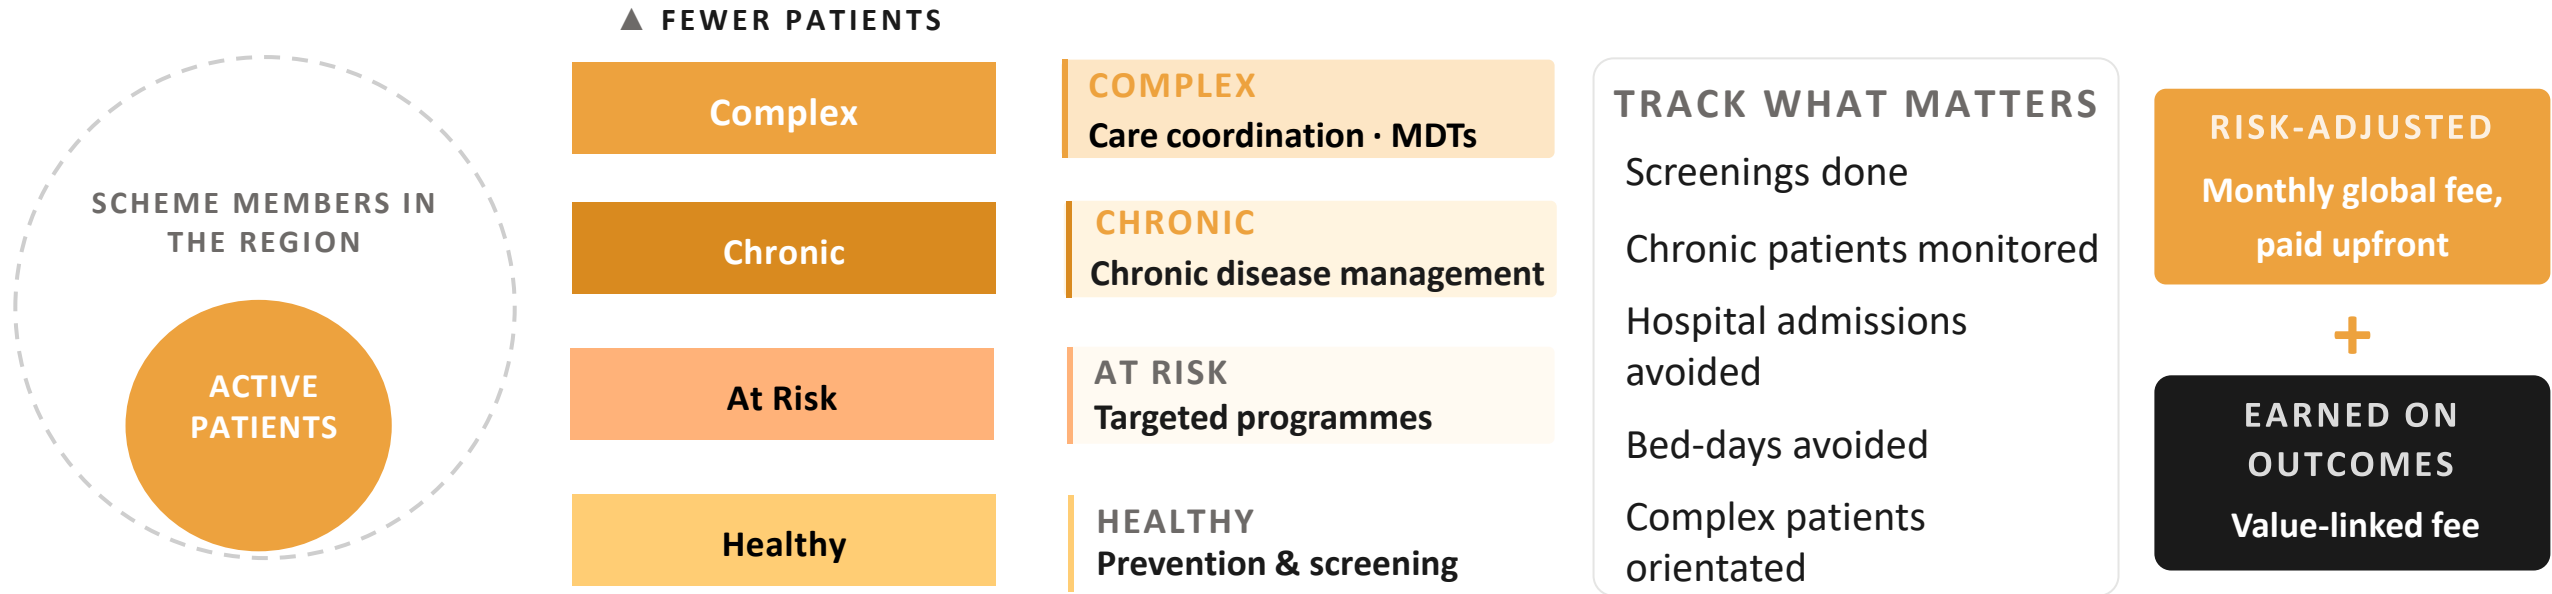 ▲ FEWER PATIENTS
SCHEME MEMBERS IN
THE REGION
ACTIVE
PATIENTS
Complex
Chronic
At Risk
Healthy
COMPLEX
Care coordination · MDTs
CHRONIC
Chronic disease management
AT RISK
Targeted programmes
HEALTHY
Prevention & screening
TRACK WHAT MATTERS
Screenings done
Chronic patients monitored
Hospital admissions
avoided
Bed-days avoided
Complex patients
orientated
RISK-ADJUSTED
Monthly global fee,
paid upfront
+
EARNED ON
OUTCOMES
Value-linked fee